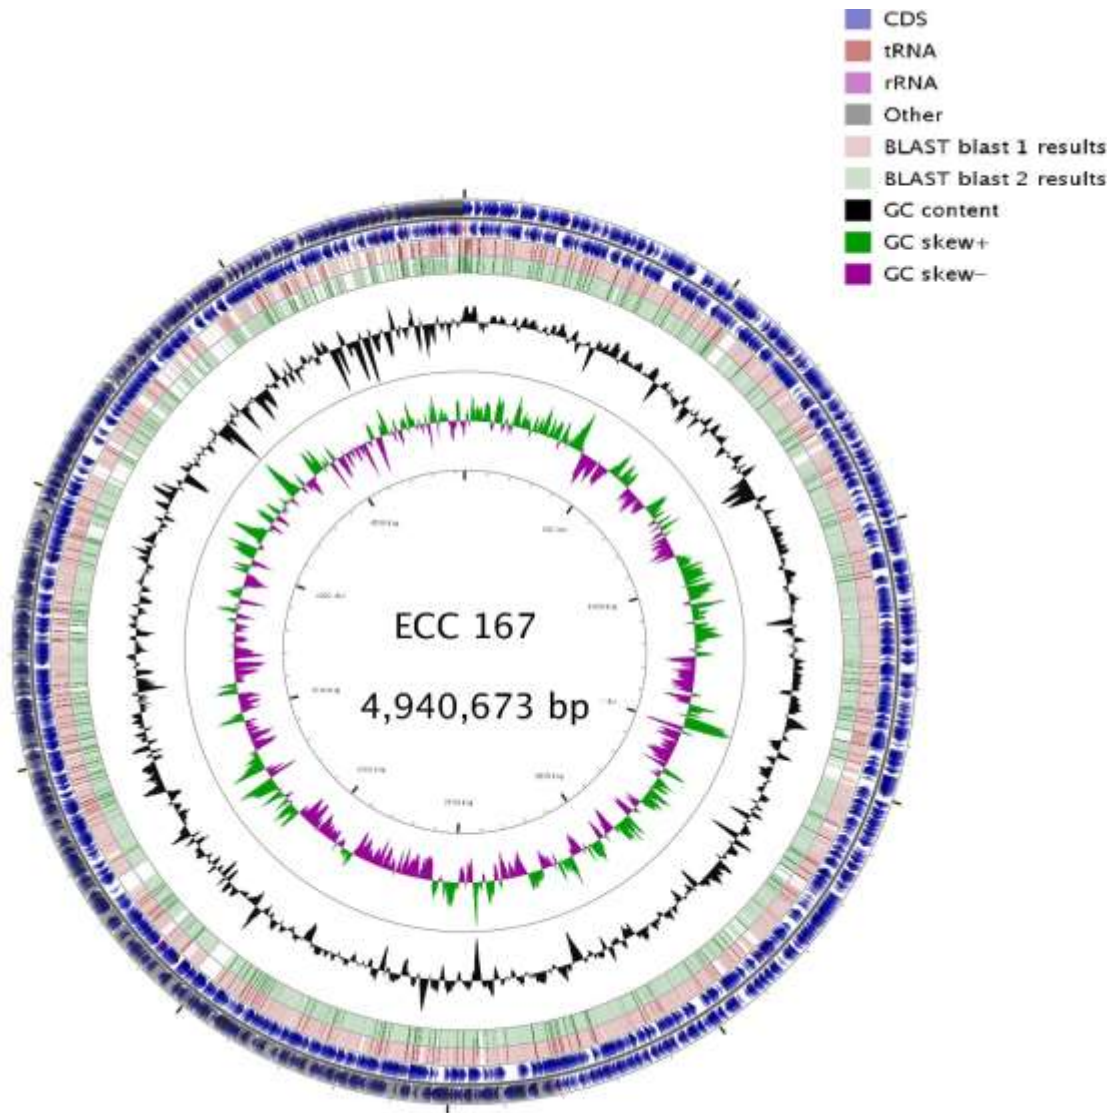 CDS
tRNA
rRNA
Other
BLAST blast 1 results
BLAST blast 2 results
GC content
GC skew+
GC skew−
ECC 167
4,940,673 bp